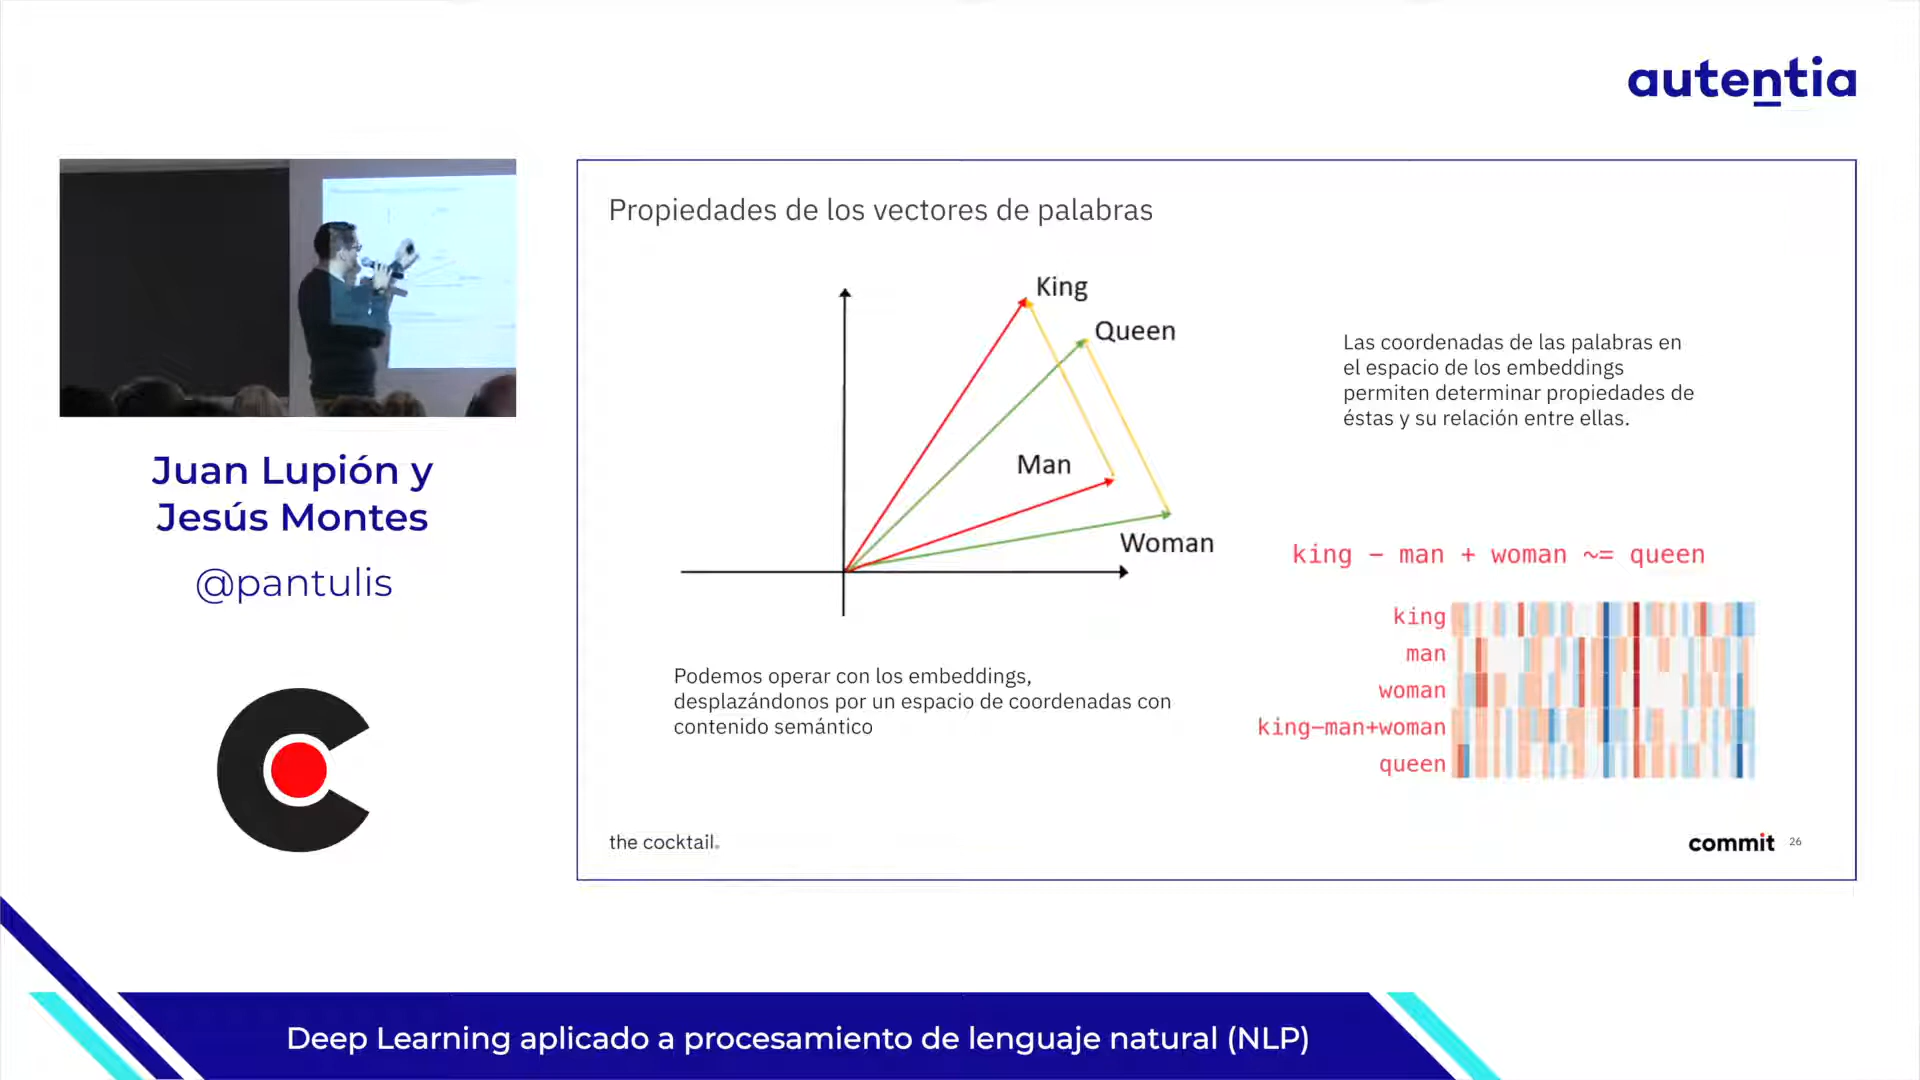 autentia
Juan Lupión y
Jesús Montes
@pantulis
Propiedades de los vectores de palabras
King
Queen
Man
Woman
Las coordenadas de las palabras en
el espacio de los embeddings
permiten determinar propiedades de
éstas y su relación entre ellas.
Podemos operar con los embeddings,
desplazándonos por un espacio de coordenadas con
contenido semántico
king − man + woman ~= queen
king
man
woman
king−man+woman
queen
the cocktail.
commit 26
Deep Learning aplicado a procesamiento de lenguaje natural (NLP)